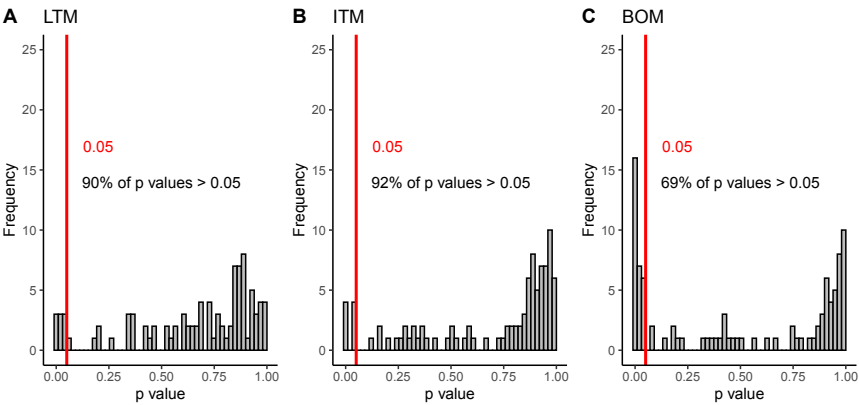 A LTM
25
20
15
10
5
0
Frequency
0.05
90% of p values > 0.05
0.00 0.25 0.50 0.75 1.00
p value
B ITM
25
20
15
10
5
0
Frequency
0.05
92% of p values > 0.05
0.00 0.25 0.50 0.75 1.00
p value
C BOM
25
20
15
10
5
0
Frequency
0.05
69% of p values > 0.05
0.00 0.25 0.50 0.75 1.00
p value